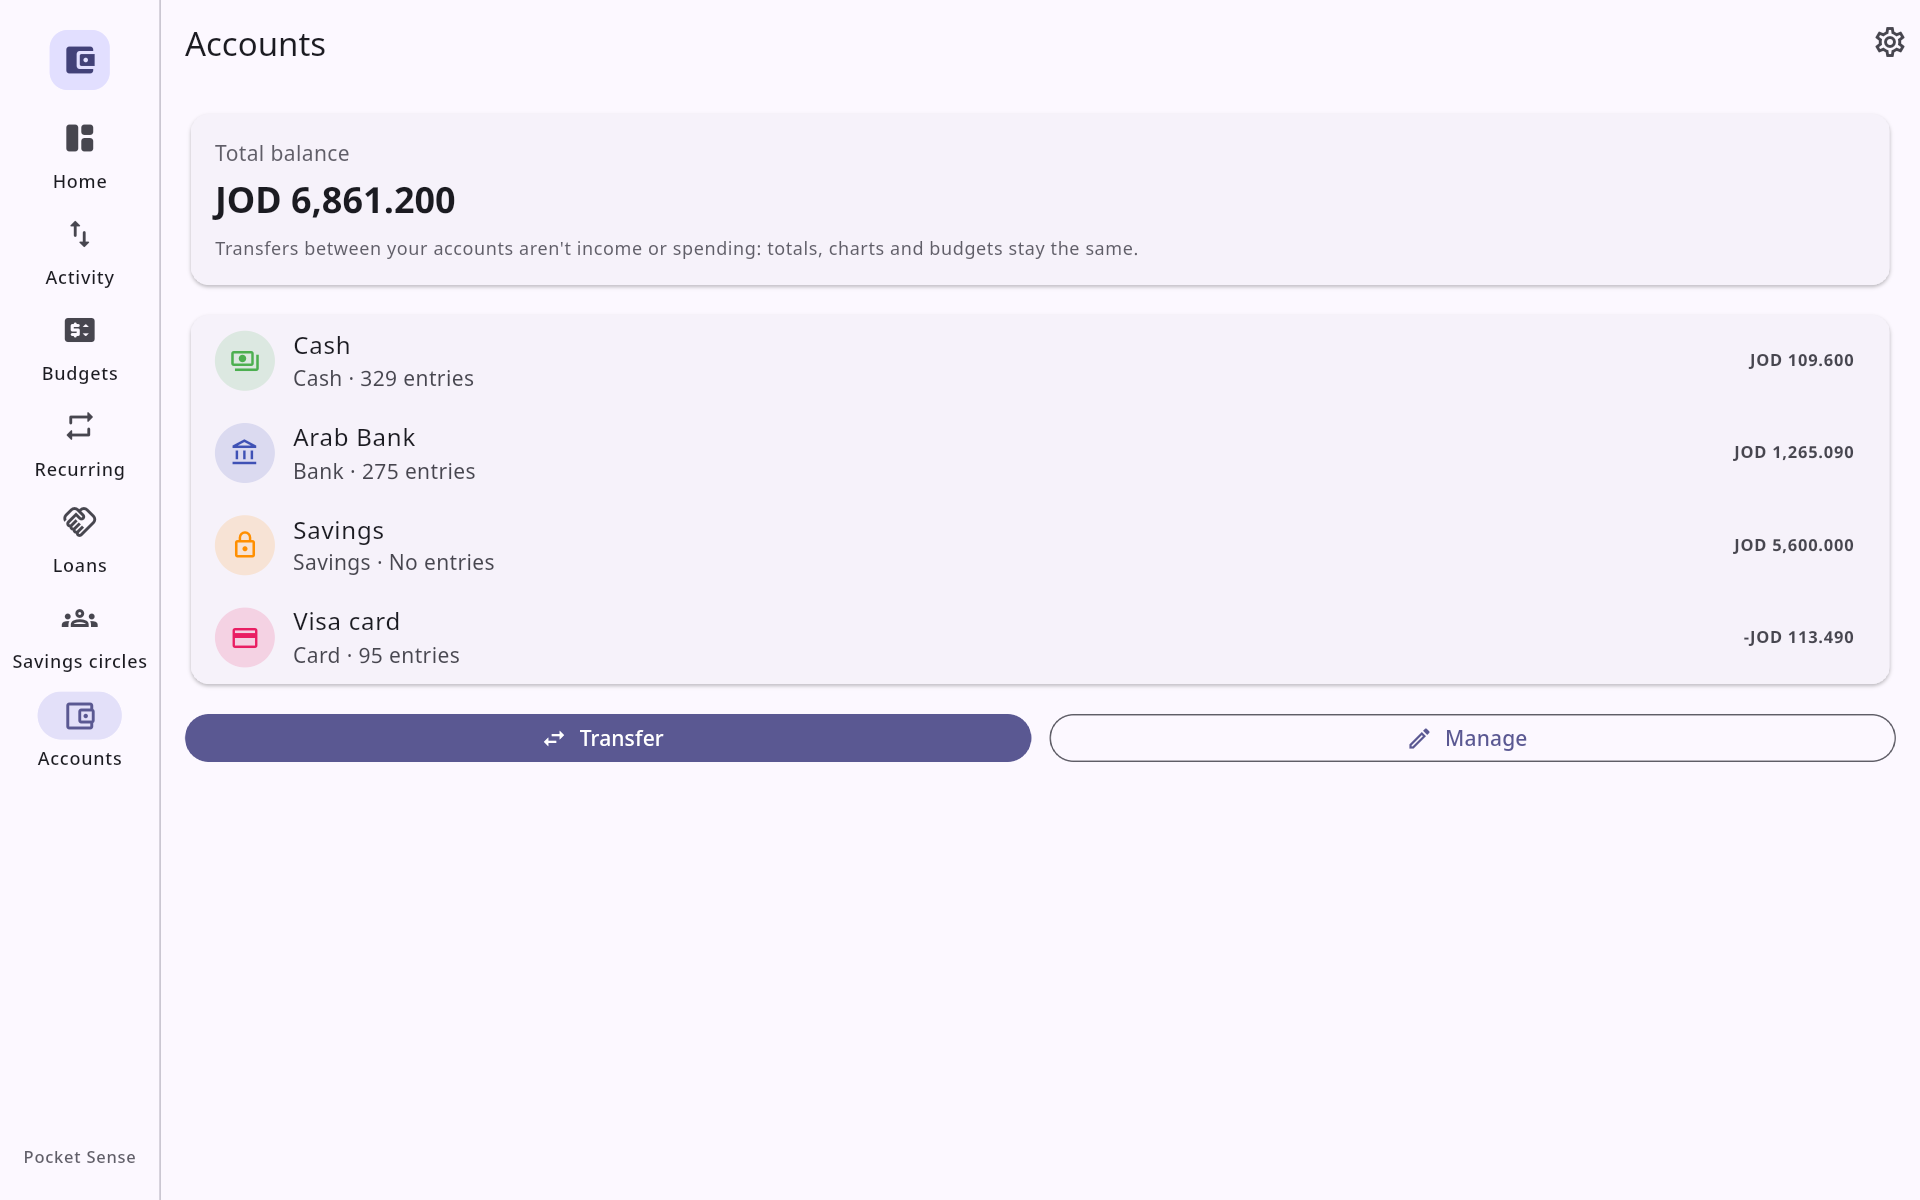 Accounts
Home
Activity
Budgets
Recurring
Loans
Savings circles
Accounts
Pocket Sense
Total balance
JOD 6,861.200
Transfers between your accounts aren't income or spending: totals, charts and budgets stay the same.
Cash
Cash · 329 entries
JOD 109.600
Arab Bank
Bank · 275 entries
JOD 1,265.090
Savings
Savings · No entries
JOD 5,600.000
Visa card
Card · 95 entries
-JOD 113.490
Transfer
Manage